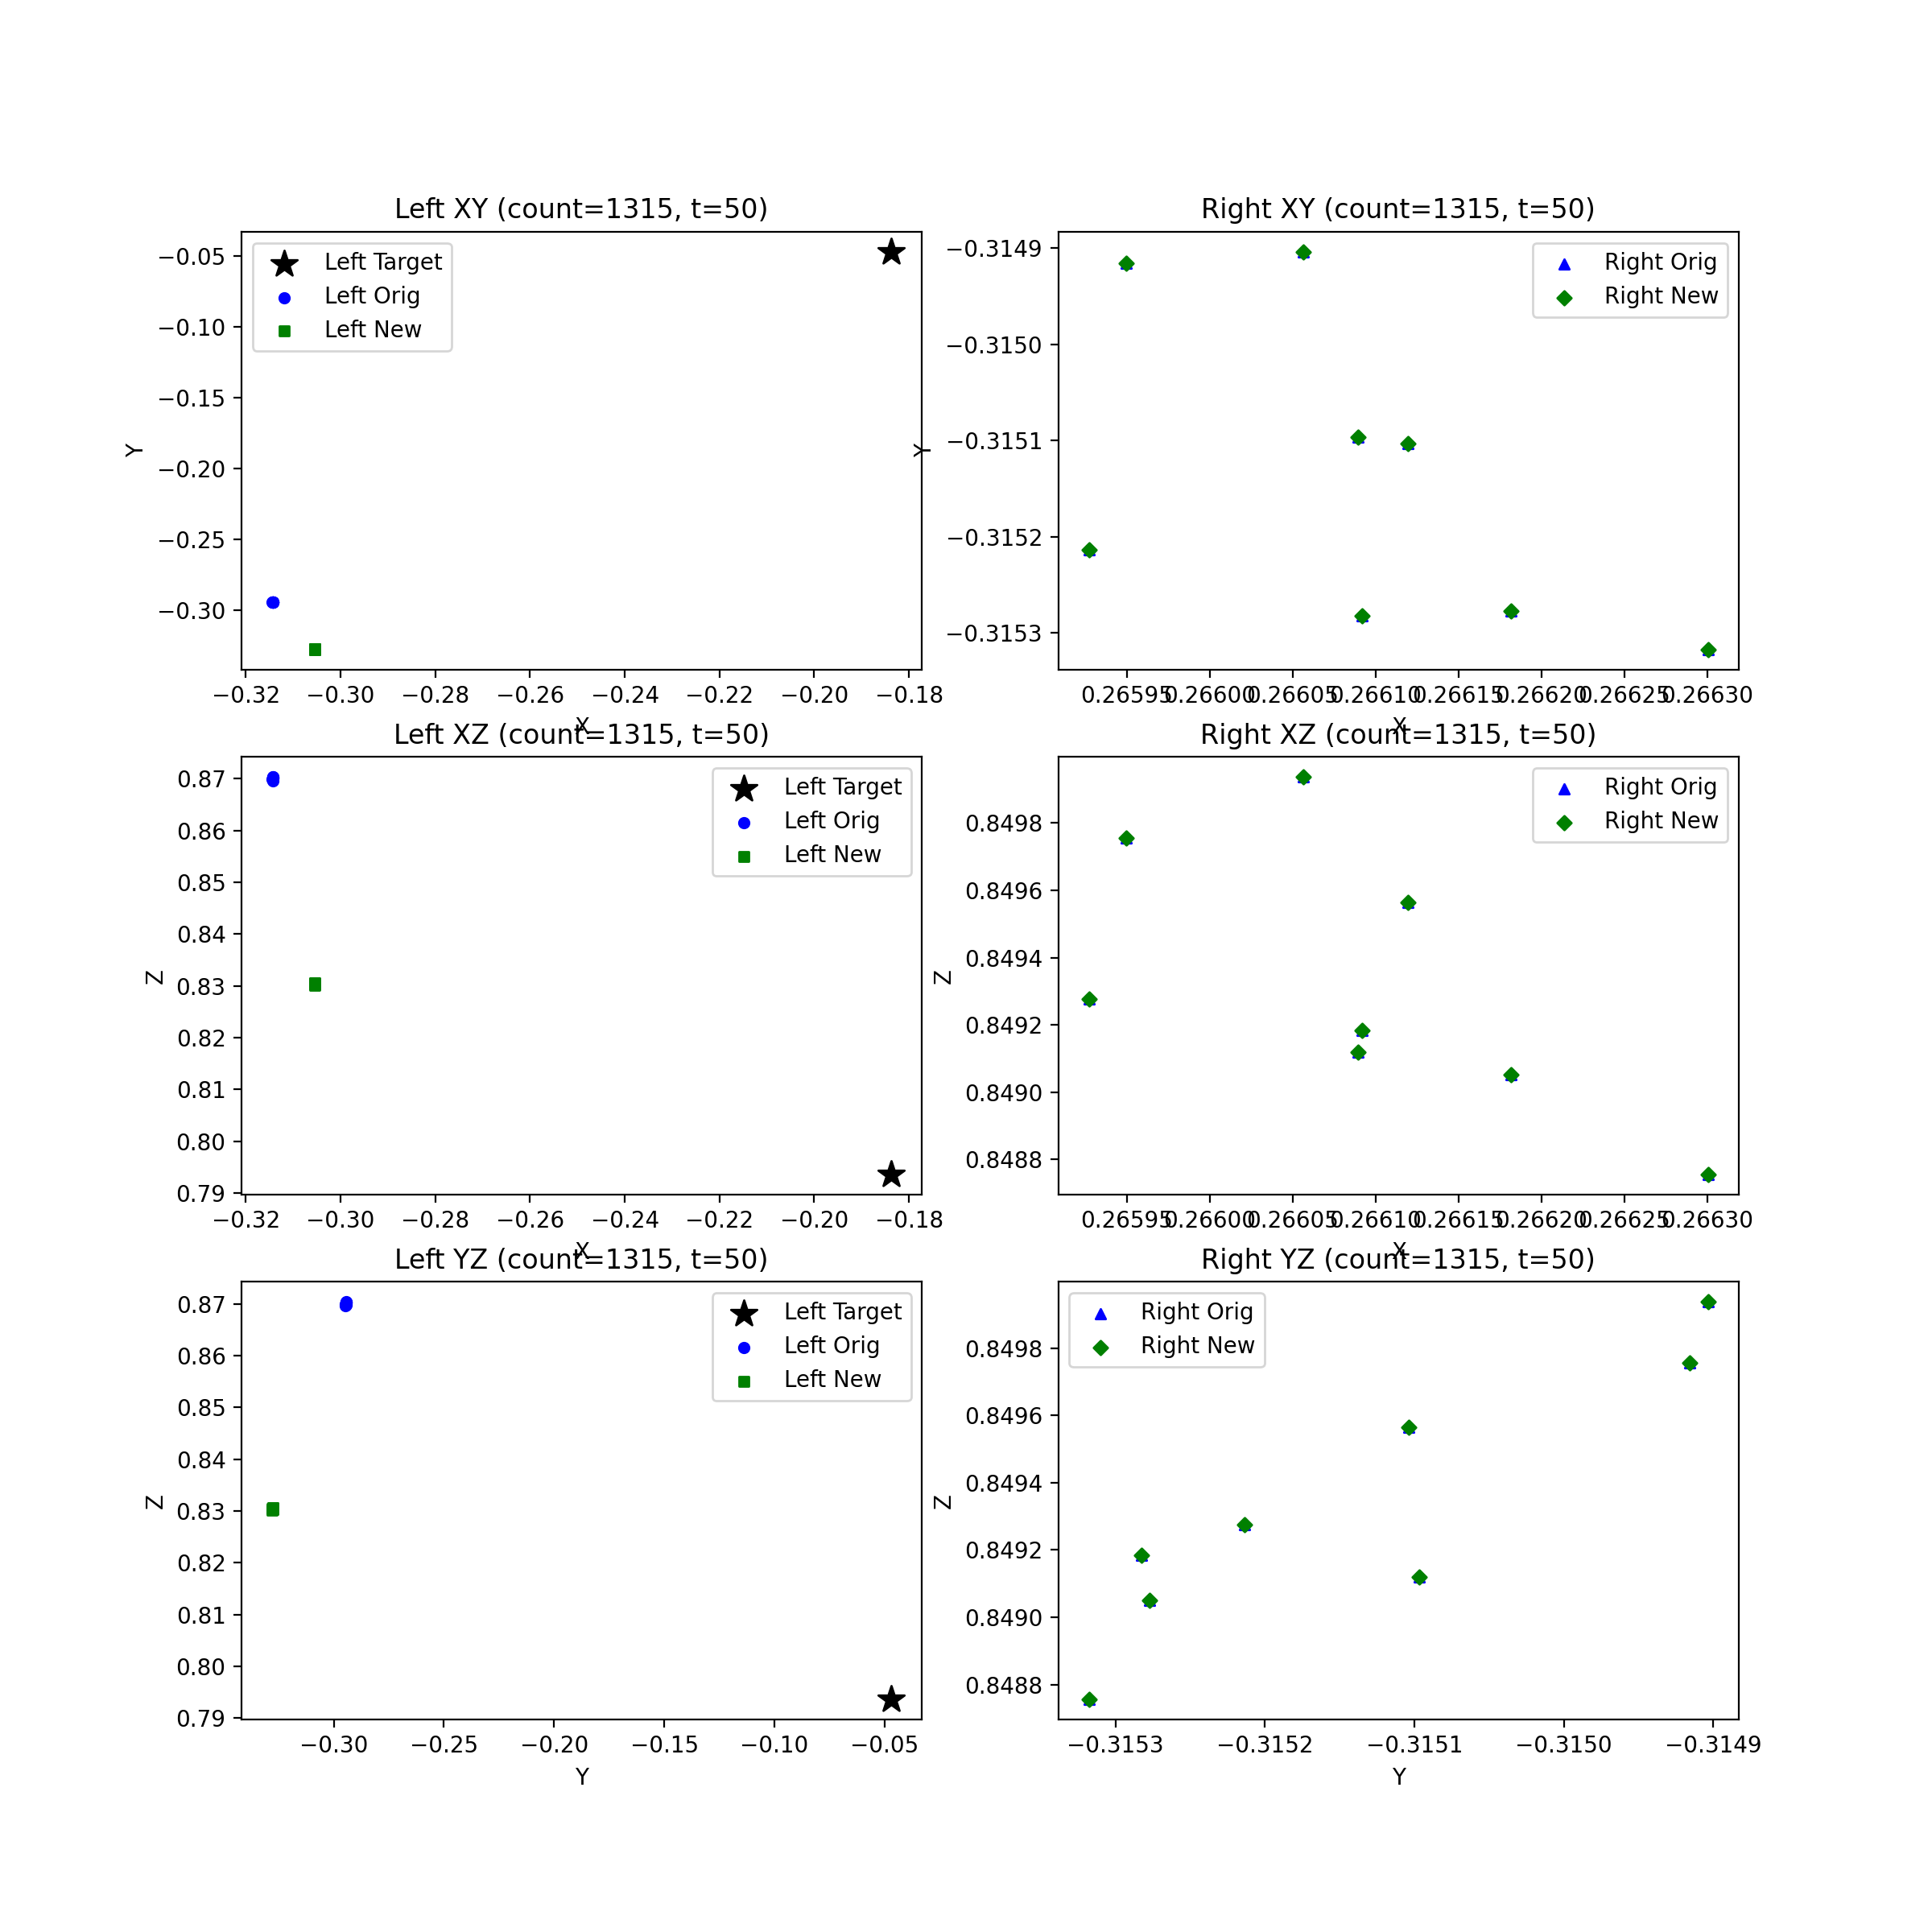 Left XY (count=1315, t=50)
Left Target
Left Orig
Left New
−0.05
−0.10
−0.15
−0.20
−0.25
−0.30
Y
−0.32 −0.30 −0.28 −0.26 −0.24 −0.22 −0.20 −0.18
X
Right XY (count=1315, t=50)
Right Orig
Right New
−0.3149
−0.3150
−0.3151
−0.3152
−0.3153
Y
0.26595 0.26600 0.26605 0.26610 0.26615 0.26620 0.26625 0.26630
X
Left XZ (count=1315, t=50)
Left Target
Left Orig
Left New
0.87
0.86
0.85
0.84
0.83
0.82
0.81
0.80
0.79
Z
−0.32 −0.30 −0.28 −0.26 −0.24 −0.22 −0.20 −0.18
X
Right XZ (count=1315, t=50)
Right Orig
Right New
0.8498
0.8496
0.8494
0.8492
0.8490
0.8488
Z
0.26595 0.26600 0.26605 0.26610 0.26615 0.26620 0.26625 0.26630
X
Left YZ (count=1315, t=50)
Left Target
Left Orig
Left New
0.87
0.86
0.85
0.84
0.83
0.82
0.81
0.80
0.79
Z
−0.30 −0.25 −0.20 −0.15 −0.10 −0.05
Y
Right YZ (count=1315, t=50)
Right Orig
Right New
0.8498
0.8496
0.8494
0.8492
0.8490
0.8488
Z
−0.3153 −0.3152 −0.3151 −0.3150 −0.3149
Y